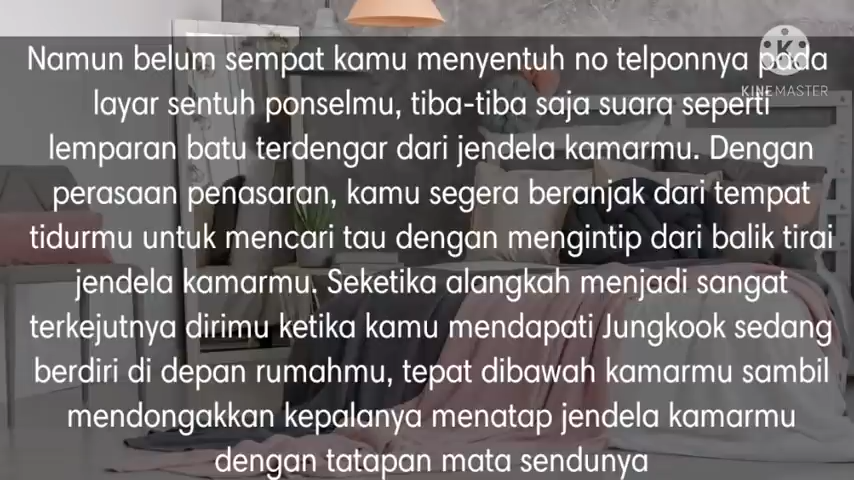 Namun belum sempat kamu menyentuh no telponnya pada
layar sentuh ponselmu, tiba-tiba saja suara seperti
lemparan batu terdengar dari jendela kamarmu. Dengan
perasaan penasaran, kamu segera beranjak dari tempat
tidurmu untuk mencari tau dengan mengintip dari balik tirai
jendela kamarmu. Seketika alangkah menjadi sangat
terkejutnya dirimu ketika kamu mendapati Jungkook sedang
berdiri di depan rumahmu, tepat dibawah kamarmu sambil
mendongakkan kepalanya menatap jendela kamarmu
dengan tatapan mata sendunya
K
KINEMASTER